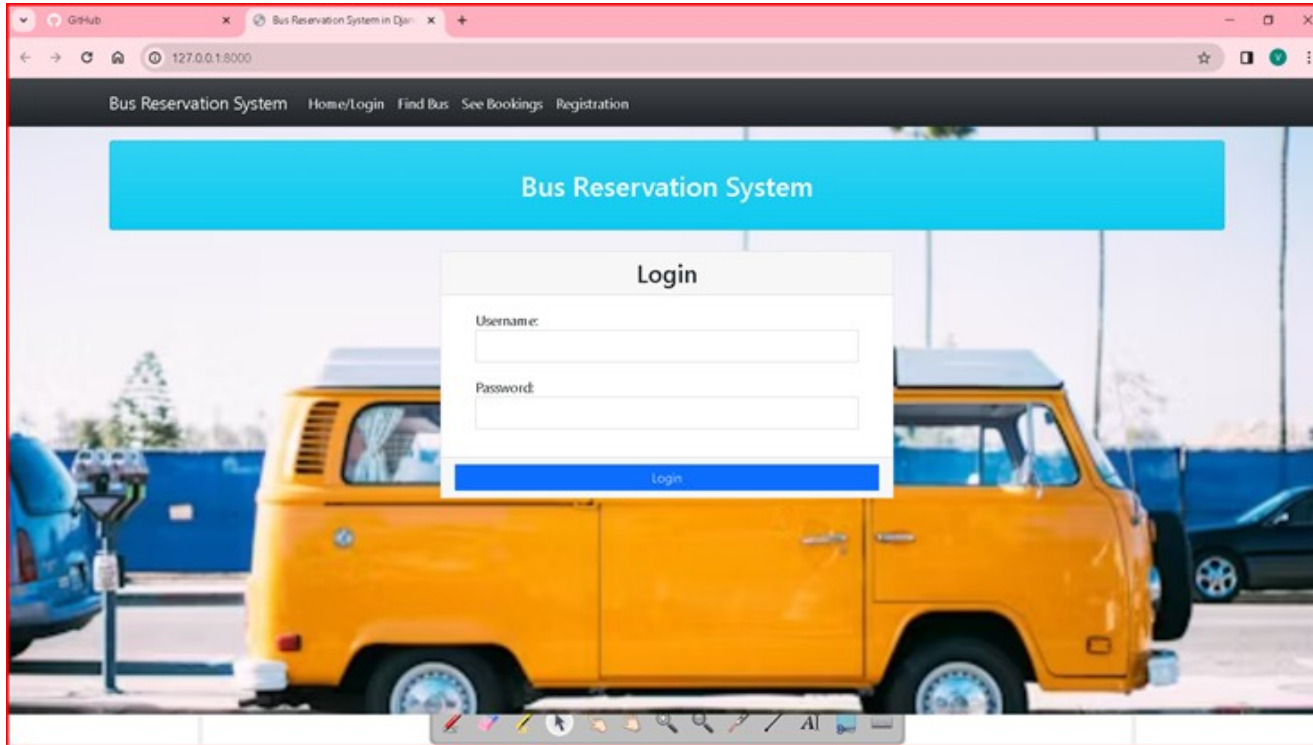 GitHub
Bus Reservation System in Djan
127.0.0.1:8000
V
Bus Reservation System Home/Login Find Bus See Bookings Registration
Bus Reservation System
Login
Username:
Password:
Login
A